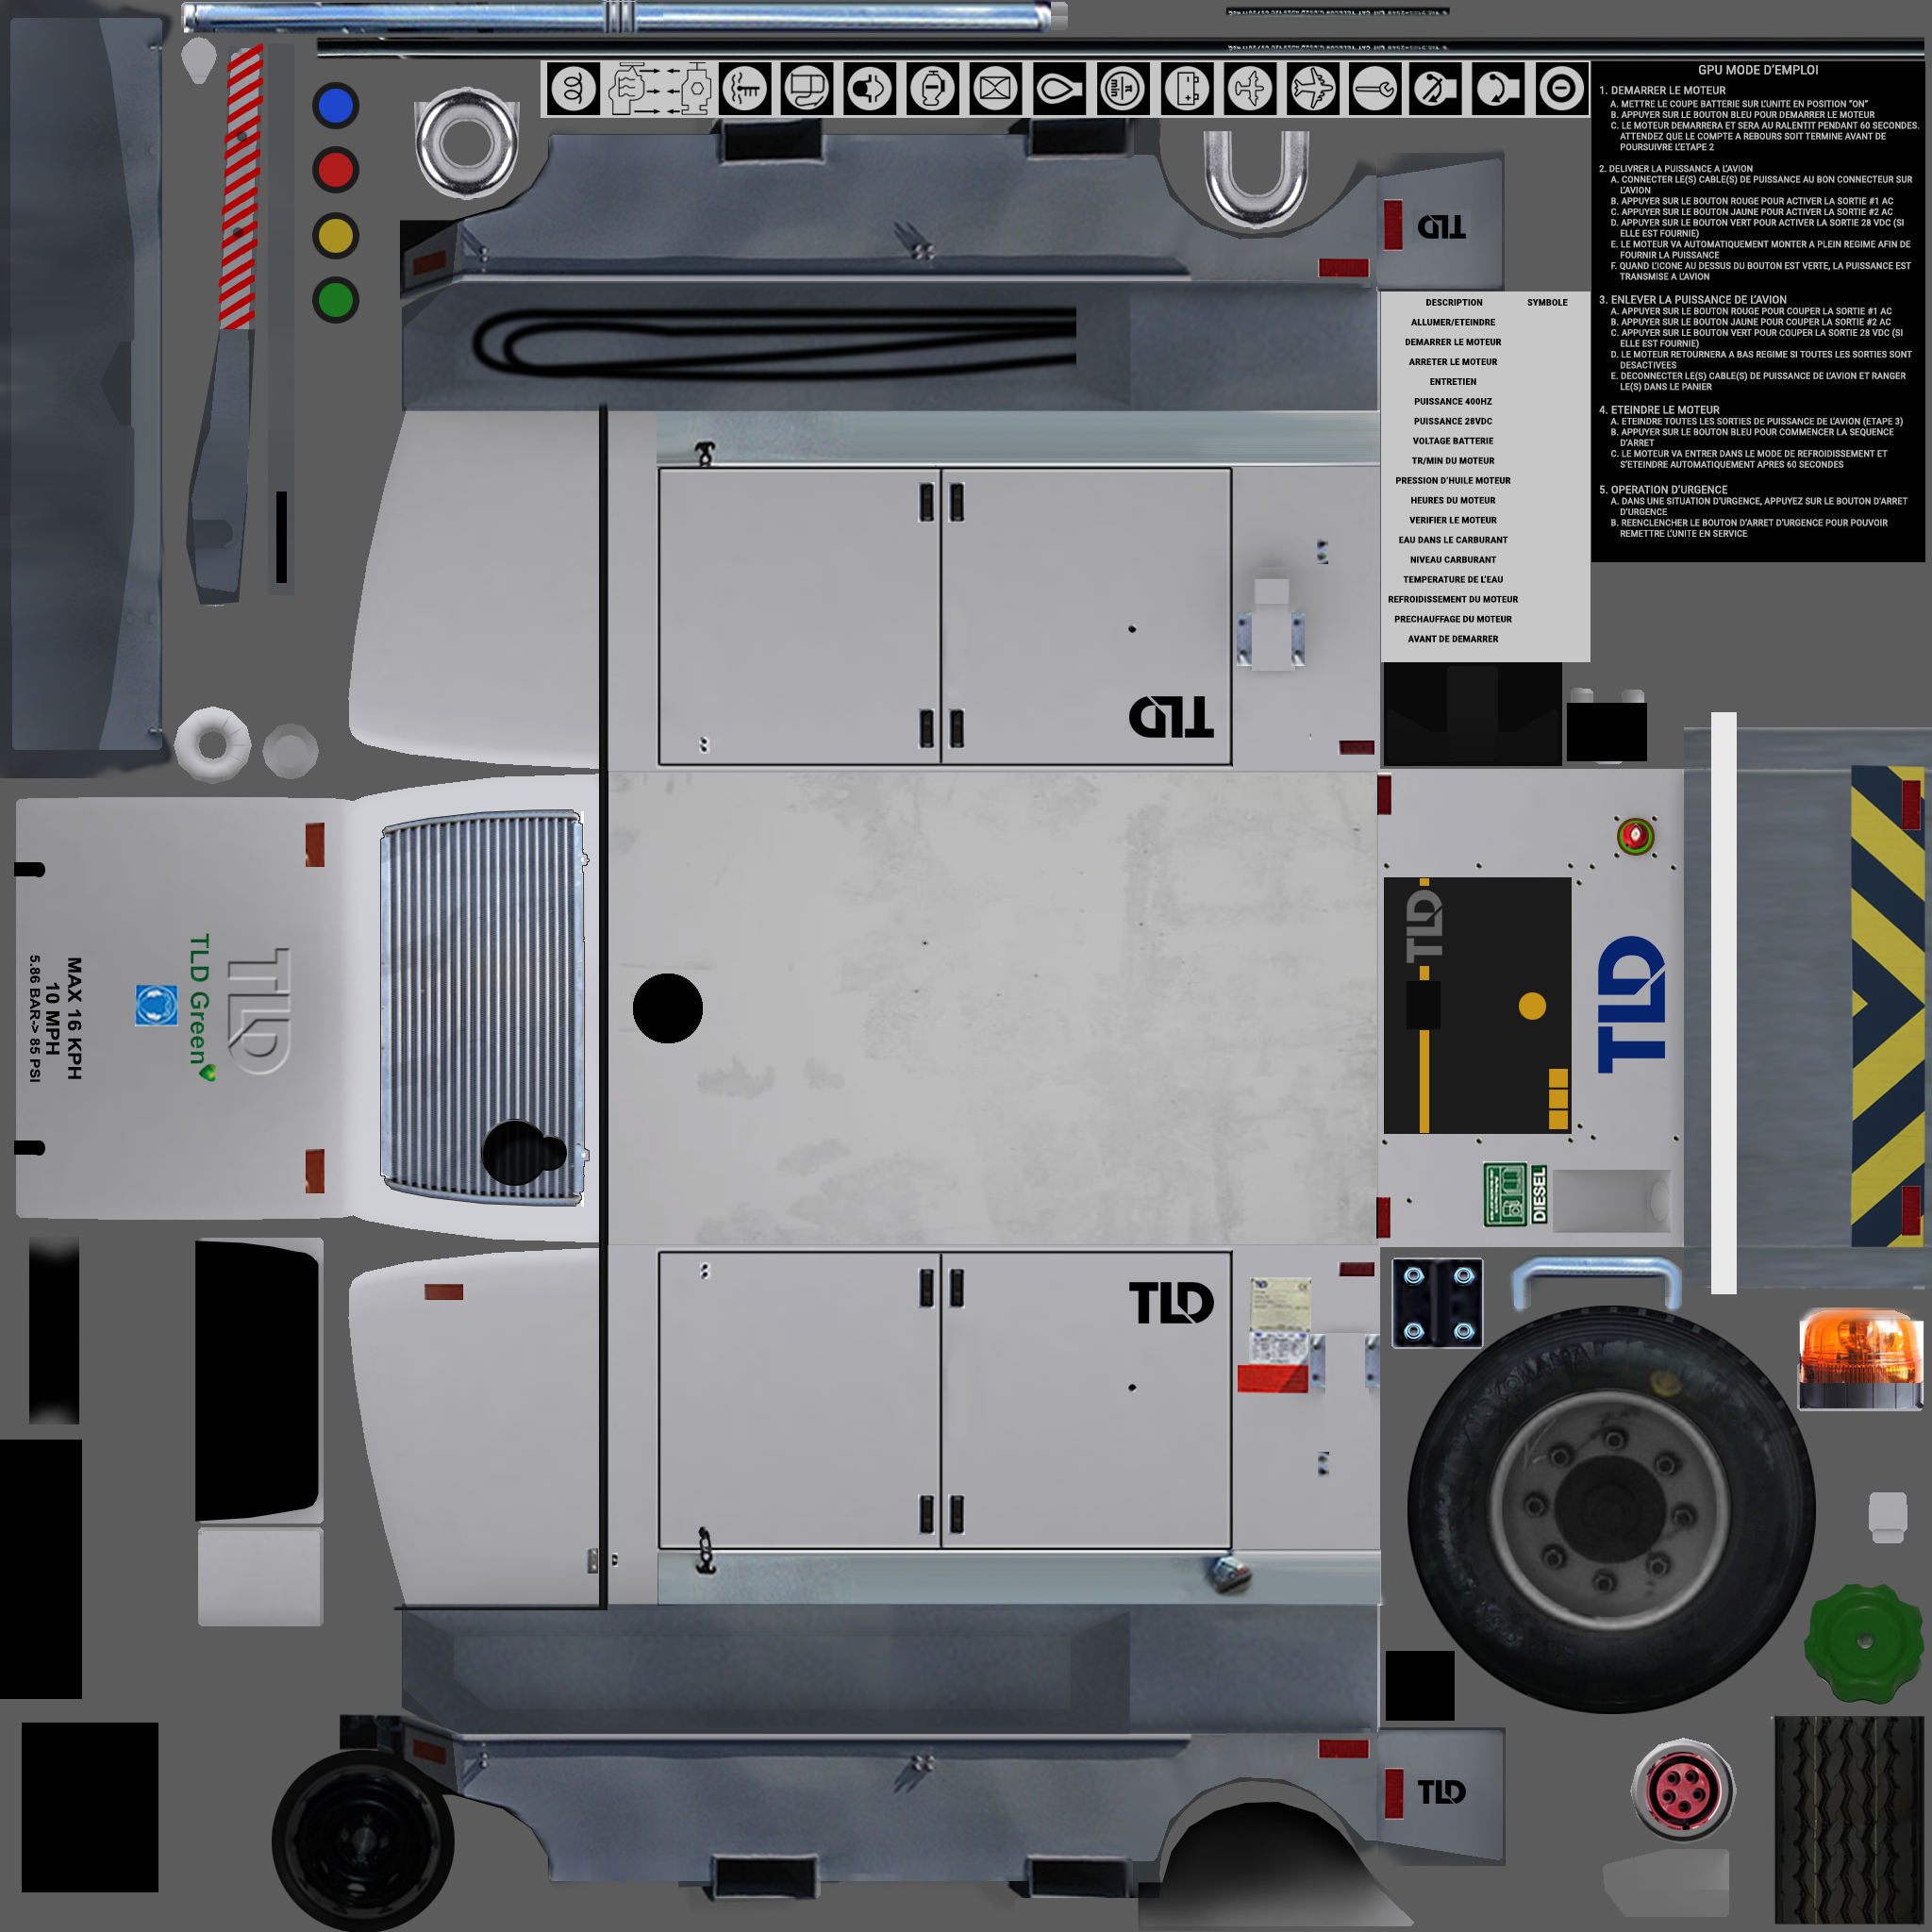 GPU MODE D'EMPLOI
1. DEMARRER LE MOTEUR
A. METTRE LE COUPE BATTERIE SUR L'UNITE EN POSITION "ON"
B. APPUYER SUR LE BOUTON BLEU POUR DEMARRER LE MOTEUR
C. LE MOTEUR DEMARRERA ET SERA AU RALENTIT PENDANT 60 SECONDES.
ATTENDEZ QUE LE COMPTE A REBOURS SOIT TERMINE AVANT DE
POURSUIVRE L'ETAPE 2
2. DELIVRER LA PUISSANCE A L'AVION
A. CONNECTER LE(S) CABLE(S) DE PUISSANCE AU BON CONNECTEUR SUR
L'AVION
B. APPUYER SUR LE BOUTON ROUGE POUR ACTIVER LA SORTIE #1 AC
C. APPUYER SUR LE BOUTON JAUNE POUR ACTIVER LA SORTIE #2 AC
D. APPUYER SUR LE BOUTON VERT POUR ACTIVER LA SORTIE 28 VDC (SI
ELLE EST FOURNIE)
E. LE MOTEUR VA AUTOMATIQUEMENT MONTER A PLEIN REGIME AFIN DE
FOURNIR LA PUISSANCE
F. QUAND L'ICONE AU DESSUS DU BOUTON EST VERTE, LA PUISSANCE EST
TRANSMISE A L'AVION
3. ENLEVER LA PUISSANCE DE L'AVION
A. APPUYER SUR LE BOUTON ROUGE POUR COUPER LA SORTIE #1 AC
B. APPUYER SUR LE BOUTON JAUNE POUR COUPER LA SORTIE #2 AC
C. APPUYER SUR LE BOUTON VERT POUR COUPER LA SORTIE 28 VDC (SI
ELLE EST FOURNIE)
D. LE MOTEUR RETOURNERA A BAS REGIME SI TOUTES LES SORTIES SONT
DESACTIVEES
E. DECONNECTER LE(S) CABLE(S) DE PUISSANCE DE L'AVION ET RANGER
LE(S) DANS LE PANIER
4. ETEINDRE LE MOTEUR
A. ETEINDRE TOUTES LES SORTIES DE PUISSANCE DE L'AVION (ETAPE 3)
B. APPUYER SUR LE BOUTON BLEU POUR COMMENCER LA SEQUENCE
D'ARRET
C. LE MOTEUR VA ENTRER DANS LE MODE DE REFROIDISSEMENT ET
S'ETEINDRE AUTOMATIQUEMENT APRES 60 SECONDES
5. OPERATION D'URGENCE
A. DANS UNE SITUATION D'URGENCE, APPUYEZ SUR LE BOUTON D'ARRET
D'URGENCE
B. REENCLENCHER LE BOUTON D'ARRET D'URGENCE POUR POUVOIR
REMETTRE L'UNITE EN SERVICE
TLD
DESCRIPTION SYMBOLE
ALLUMER/ETEINDRE
DEMARRER LE MOTEUR
ARRETER LE MOTEUR
ENTRETIEN
PUISSANCE 400HZ
PUISSANCE 28VDC
VOLTAGE BATTERIE
TR/MIN DU MOTEUR
PRESSION D'HUILE MOTEUR
HEURES DU MOTEUR
VERIFIER LE MOTEUR
EAU DANS LE CARBURANT
NIVEAU CARBURANT
TEMPERATURE DE L'EAU
REFROIDISSEMENT DU MOTEUR
PRECHAUFFAGE DU MOTEUR
AVANT DE DEMARRER
TLD
TLD
TLD Green
MAX 16 KPH
10 MPH
5.86 BAR-> 85 PSI
TLD
TLD
DIESEL
TLD
YOKOHAMA
TLD